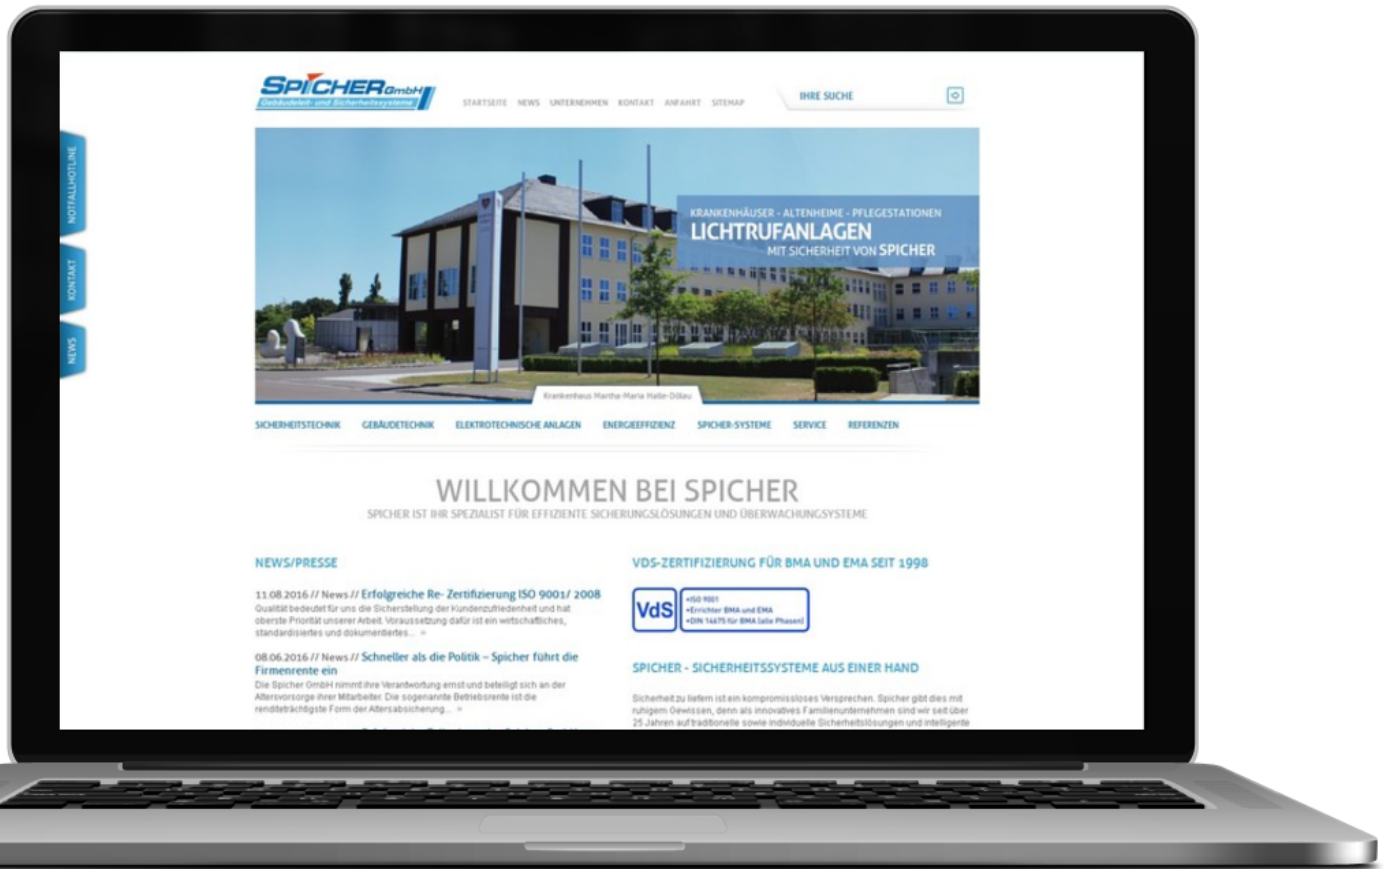 SPICHER GmbH
Gebäudeleit- und Sicherheitssysteme
STARTSEITE NEWS UNTERNEHMEN KONTAKT ANFAHRT SITEMAP
IHRE SUCHE
NOTFALLHOTLINE
KONTAKT
NEWS
KRANKENHÄUSER - ALTENHEIME - PFLEGESTATIONEN
LICHTRUFANLAGEN
MIT SICHERHEIT VON SPICHER
Krankenhaus Martha-Maria Halle-Dölau
SICHERHEITSTECHNIK GEBÄUDETECHNIK ELEKTROTECHNISCHE ANLAGEN ENERGIEEFFIZIENZ SPICHER-SYSTEME SERVICE REFERENZEN
WILLKOMMEN BEI SPICHER
SPICHER IST IHR SPEZIALIST FÜR EFFIZIENTE SICHERUNGSLÖSUNGEN UND ÜBERWACHUNGSYSTEME
NEWS/PRESSE
11.08.2016 // News // Erfolgreiche Re- Zertifizierung ISO 9001/ 2008
Qualität bedeutet für uns die Sicherstellung der Kundenzufriedenheit und hat
oberste Priorität unserer Arbeit. Voraussetzung dafür ist ein wirtschaftliches,
standardisiertes und dokumentiertes... »
08.06.2016 // News // Schneller als die Politik – Spicher führt die
Firmenrente ein
Die Spicher GmbH nimmt ihre Verantwortung ernst und beteiligt sich an der
Altersvorsorge ihrer Mitarbeiter. Die sogenannte Betriebsrente ist die
renditeträchtigste Form der Altersabsicherung... »
VDS-ZERTIFIZIERUNG FÜR BMA UND EMA SEIT 1998
VdS
•ISO 9001
•Errichter BMA und EMA
•DIN 14675 für BMA (alle Phasen)
SPICHER - SICHERHEITSSYSTEME AUS EINER HAND
Sicherheit zu liefern ist ein kompromissloses Versprechen. Spicher gibt dies mit
ruhigem Gewissen, denn als innovatives Familienunternehmen sind wir seit über
25 Jahren auf traditionelle sowie individuelle Sicherheitslösungen und intelligente